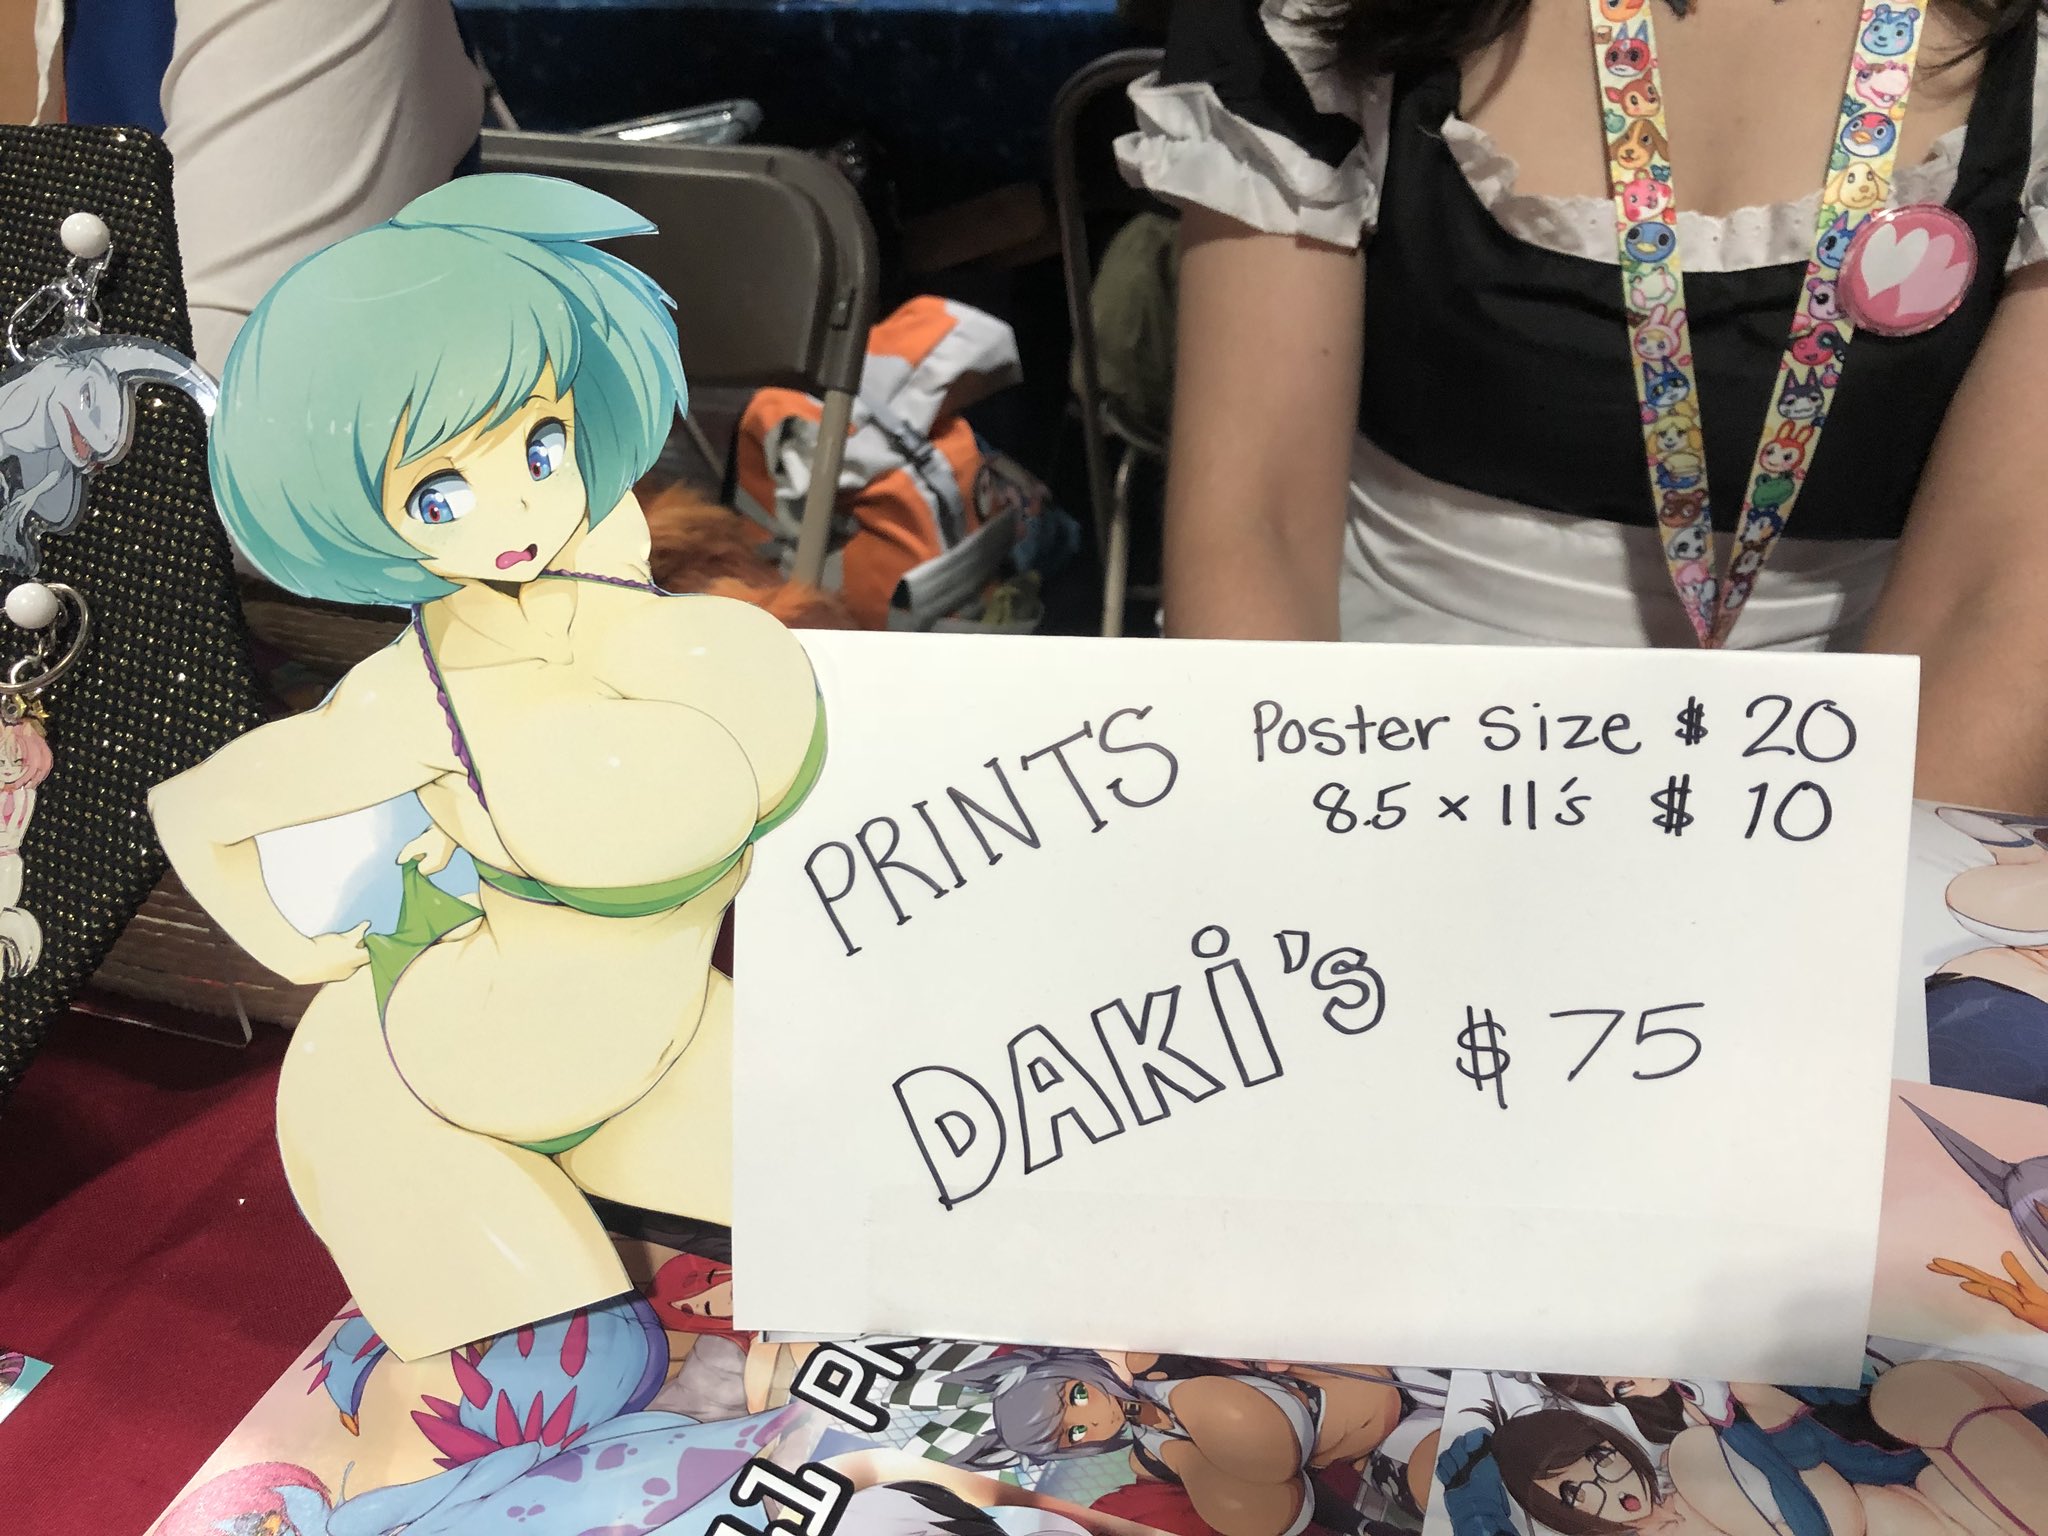 PRINTS
Poster Size $ 20
8.5 x 11's $ 10
DAKi's $ 75